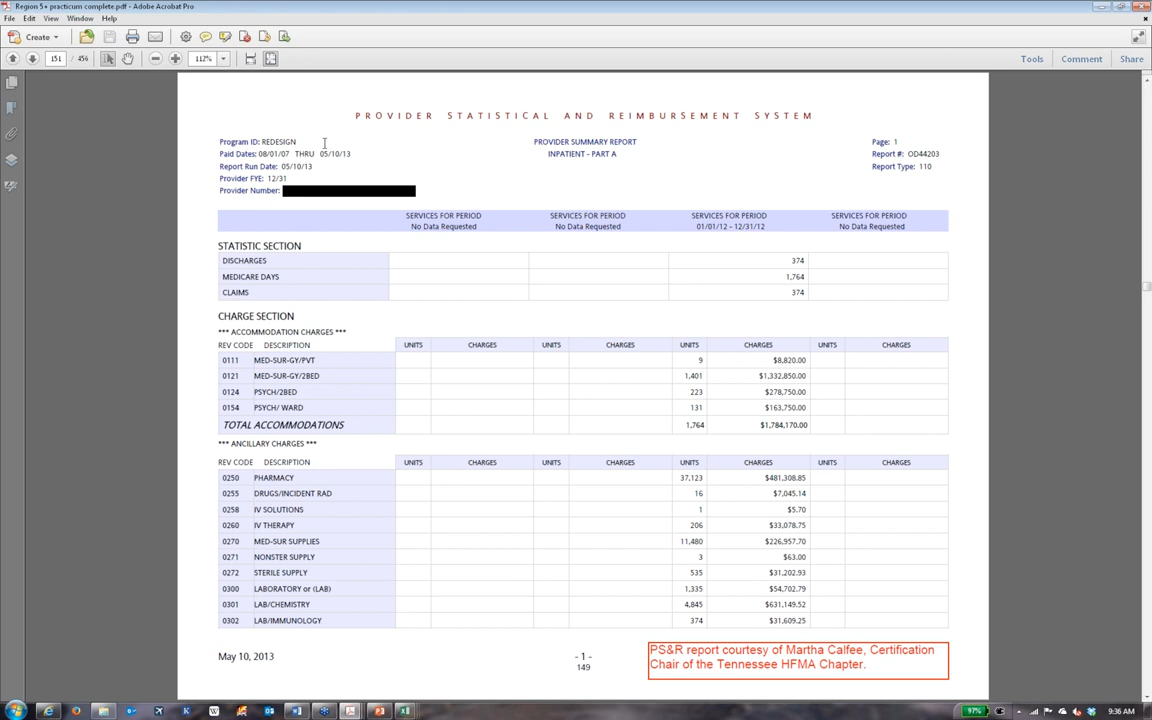 Region 5+ practicum complete.pdf - Adobe Acrobat Pro
File Edit View Window Help
Create
151 / 456 112% Tools Comment Share
PROVIDER STATISTICAL AND REIMBURSEMENT SYSTEM
Program ID: REDESIGN PROVIDER SUMMARY REPORT Page: 1
Paid Dates: 08/01/07 THRU 05/10/13 INPATIENT - PART A Report #: OD44203
Report Run Date: 05/10/13 Report Type: 110
Provider FYE: 12/31
Provider Number:
SERVICES FOR PERIOD SERVICES FOR PERIOD SERVICES FOR PERIOD SERVICES FOR PERIOD
No Data Requested No Data Requested 01/01/12 - 12/31/12 No Data Requested
STATISTIC SECTION
DISCHARGES 374
MEDICARE DAYS 1,764
CLAIMS 374
CHARGE SECTION
*** ACCOMMODATION CHARGES ***
REV CODE DESCRIPTION UNITS CHARGES UNITS CHARGES UNITS CHARGES UNITS CHARGES
0111 MED-SUR-GY/PVT 9 $8,820.00
0121 MED-SUR-GY/2BED 1,401 $1,332,850.00
0124 PSYCH/2BED 223 $278,750.00
0154 PSYCH/ WARD 131 $163,750.00
TOTAL ACCOMMODATIONS 1,764 $1,784,170.00
*** ANCILLARY CHARGES ***
REV CODE DESCRIPTION UNITS CHARGES UNITS CHARGES UNITS CHARGES UNITS CHARGES
0250 PHARMACY 37,123 $481,308.85
0255 DRUGS/INCIDENT RAD 16 $7,045.14
0258 IV SOLUTIONS 1 $5.70
0260 IV THERAPY 206 $33,078.75
0270 MED-SUR SUPPLIES 11,480 $226,957.70
0271 NONSTER SUPPLY 3 $63.00
0272 STERILE SUPPLY 535 $31,202.93
0300 LABORATORY or (LAB) 1,335 $54,702.79
0301 LAB/CHEMISTRY 4,845 $631,149.52
0302 LAB/IMMUNOLOGY 374 $31,609.25
May 10, 2013 - 1 -
149
PS&R report courtesy of Martha Calfee, Certification
Chair of the Tennessee HFMA Chapter.
97% 9:36 AM